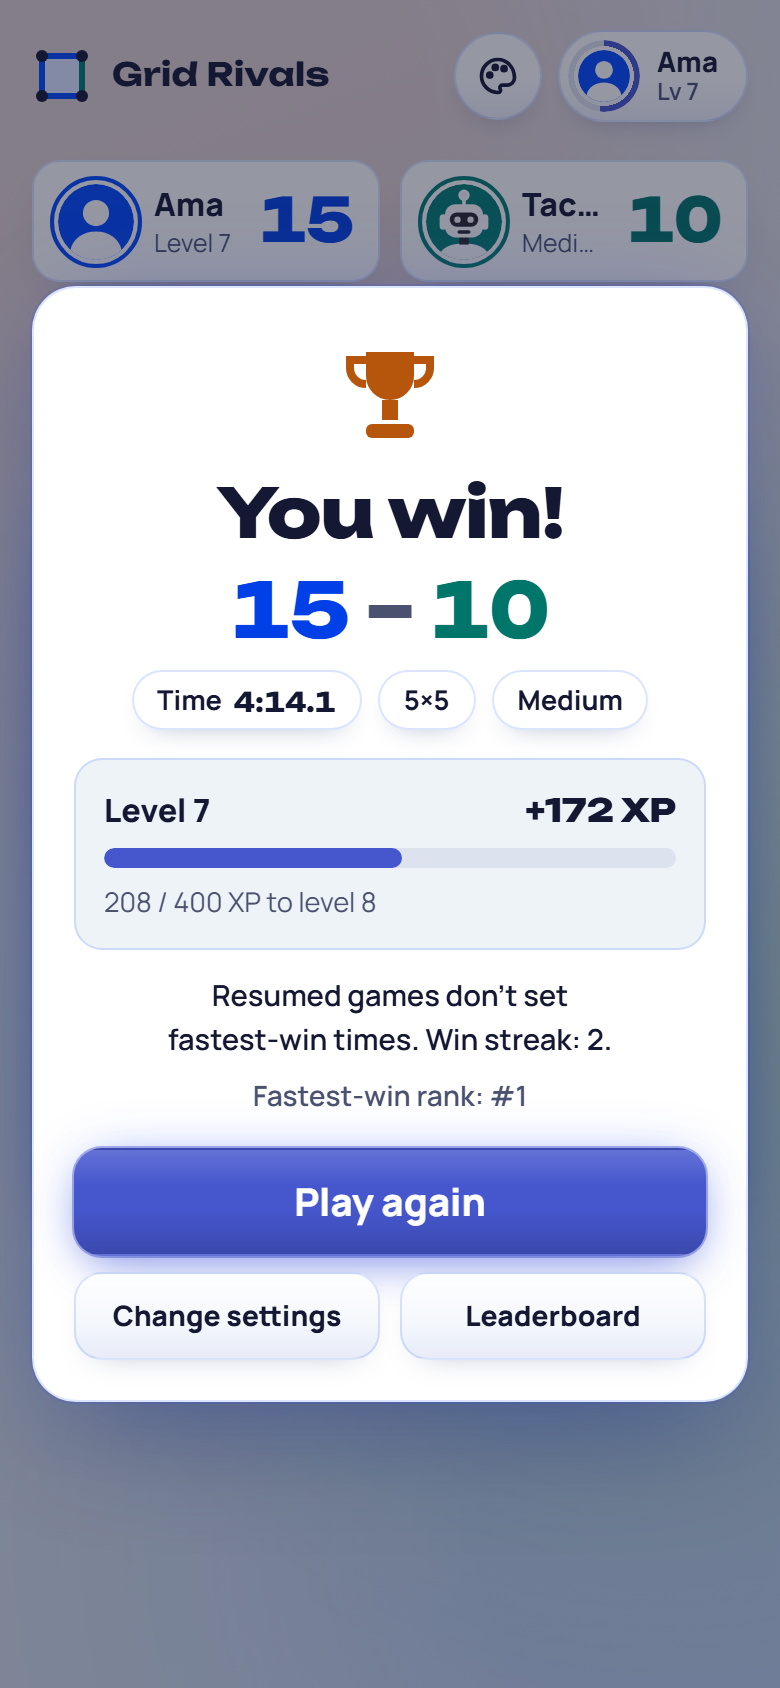 Grid Rivals
Ama
Lv 7
Ama
Level 7
15
Tac...
Medi...
10
You win!
15 – 10
Time 4:14.1
5×5
Medium
Level 7
+172 XP
208 / 400 XP to level 8
Resumed games don’t set
fastest-win times. Win streak: 2.
Fastest-win rank: #1
Play again
Change settings
Leaderboard